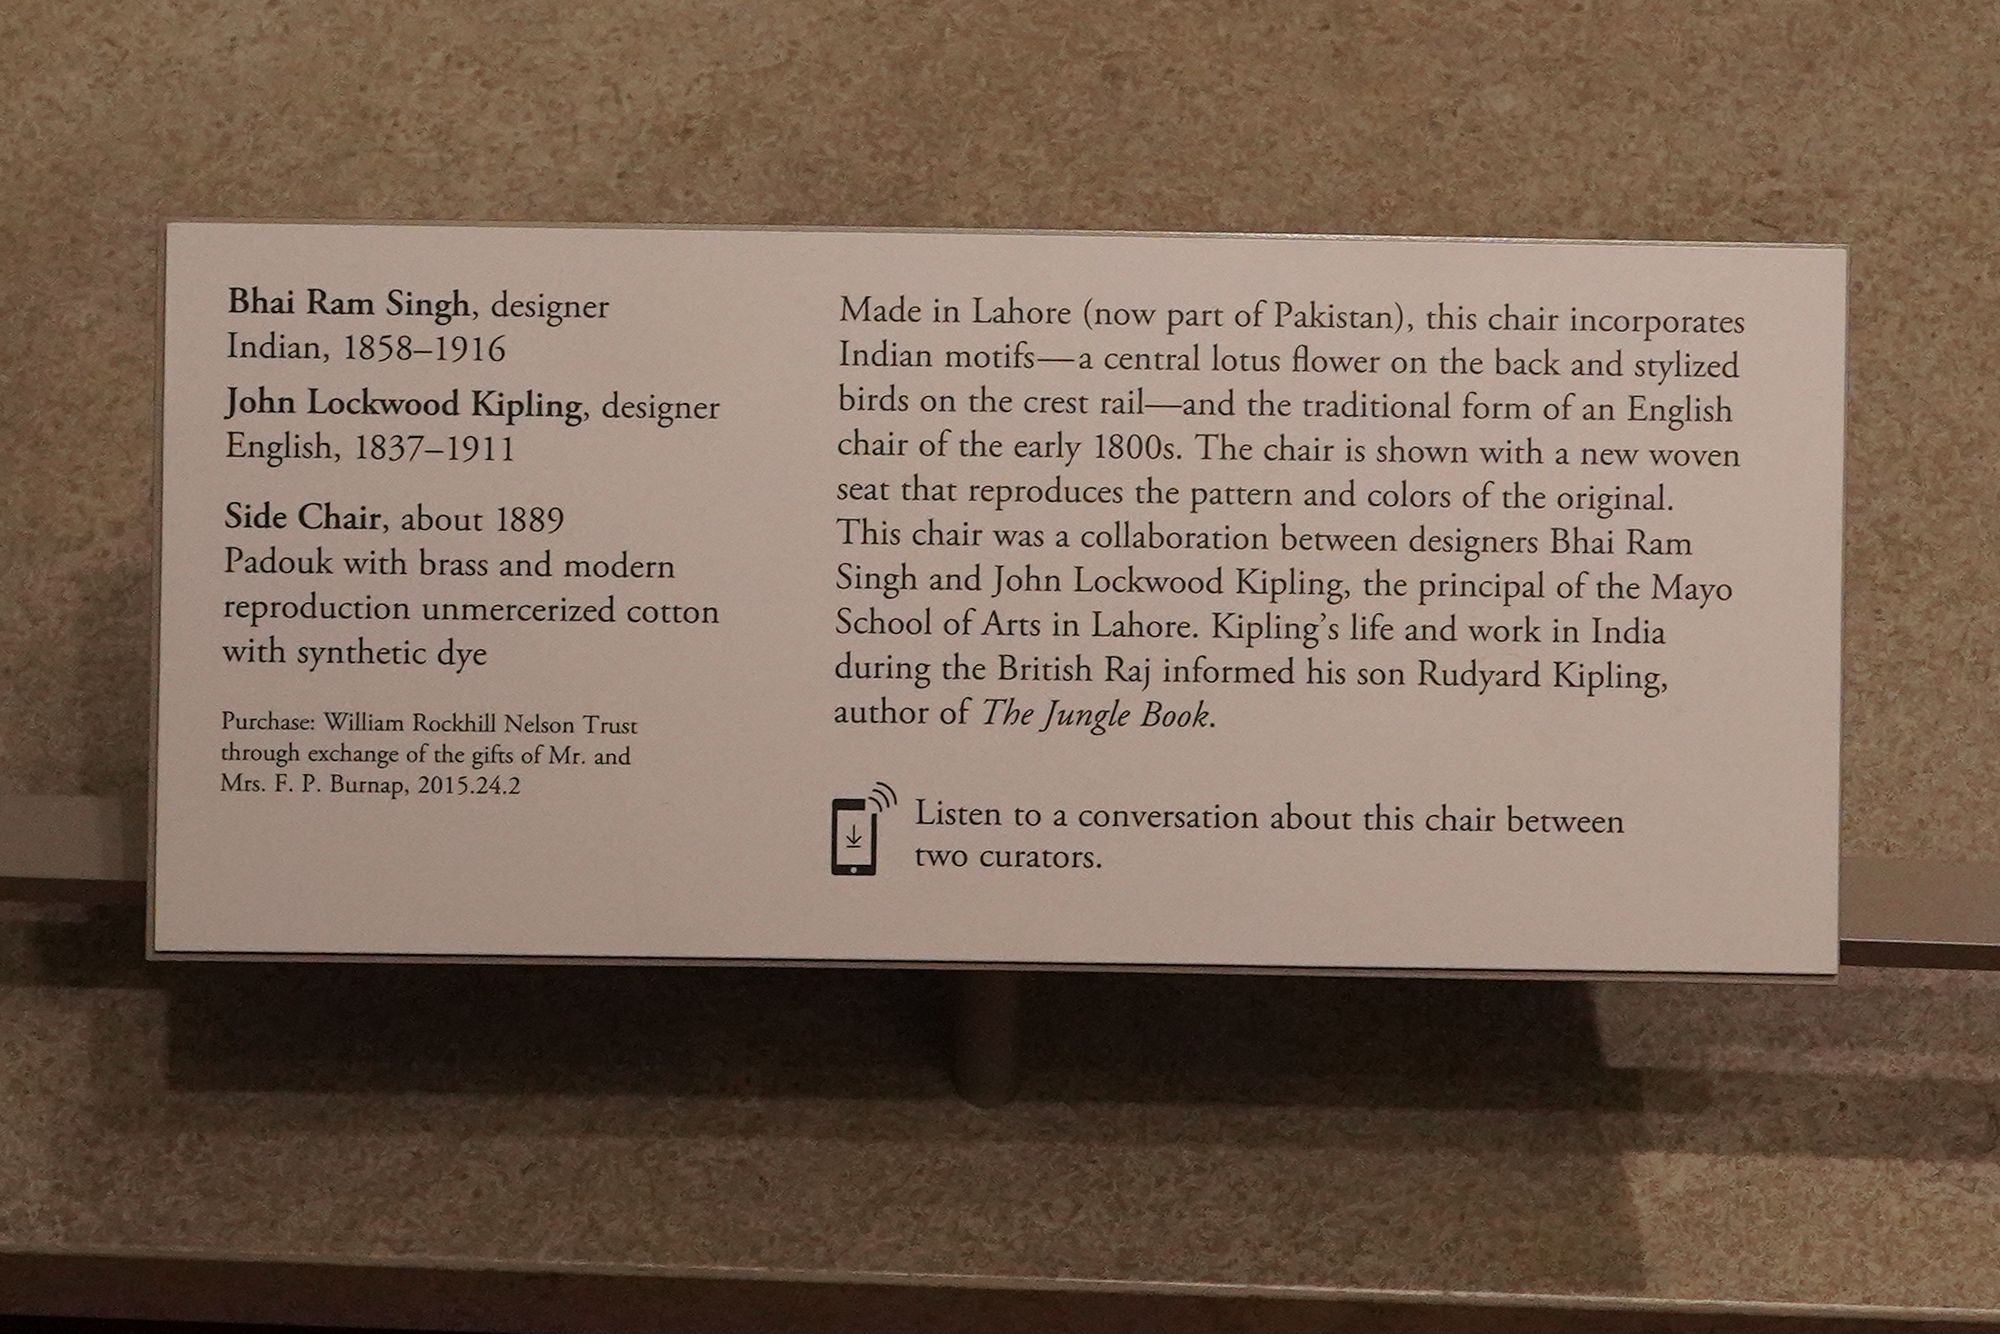 Bhai Ram Singh, designer
Indian, 1858–1916
John Lockwood Kipling, designer
English, 1837–1911
Side Chair, about 1889
Padouk with brass and modern
reproduction unmercerized cotton
with synthetic dye
Purchase: William Rockhill Nelson Trust
through exchange of the gifts of Mr. and
Mrs. F. P. Burnap, 2015.24.2
Made in Lahore (now part of Pakistan), this chair incorporates
Indian motifs—a central lotus flower on the back and stylized
birds on the crest rail—and the traditional form of an English
chair of the early 1800s. The chair is shown with a new woven
seat that reproduces the pattern and colors of the original.
This chair was a collaboration between designers Bhai Ram
Singh and John Lockwood Kipling, the principal of the Mayo
School of Arts in Lahore. Kipling’s life and work in India
during the British Raj informed his son Rudyard Kipling,
author of The Jungle Book.
Listen to a conversation about this chair between
two curators.